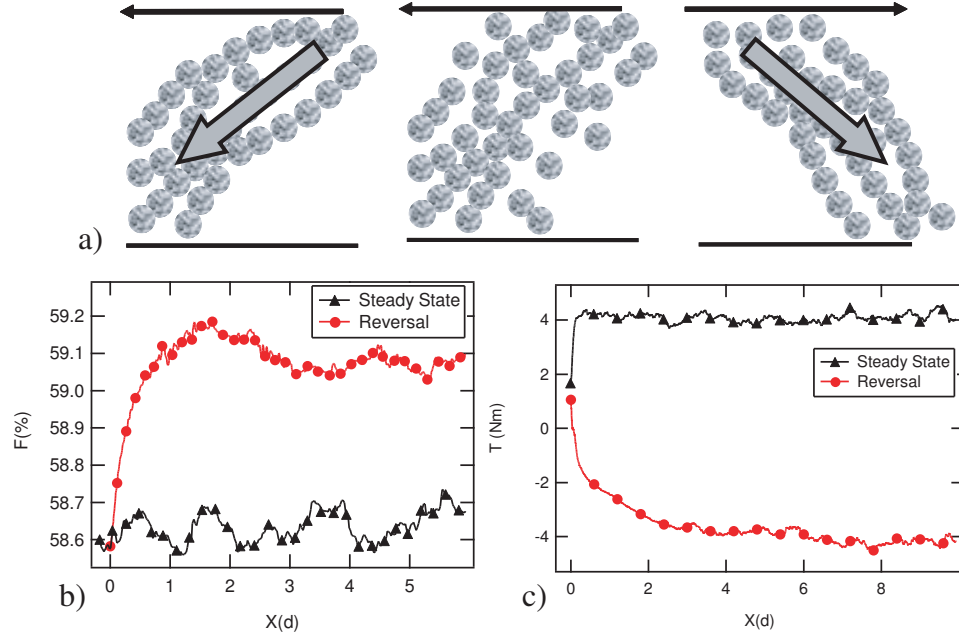 a)
Steady State
Reversal
59.2
59.1
59.0
58.9
58.8
58.7
58.6
F(%)
0
1
2
3
4
5
X(d)
b)
Steady State
Reversal
4
2
0
-2
-4
T (Nm)
0
2
4
6
8
X(d)
c)